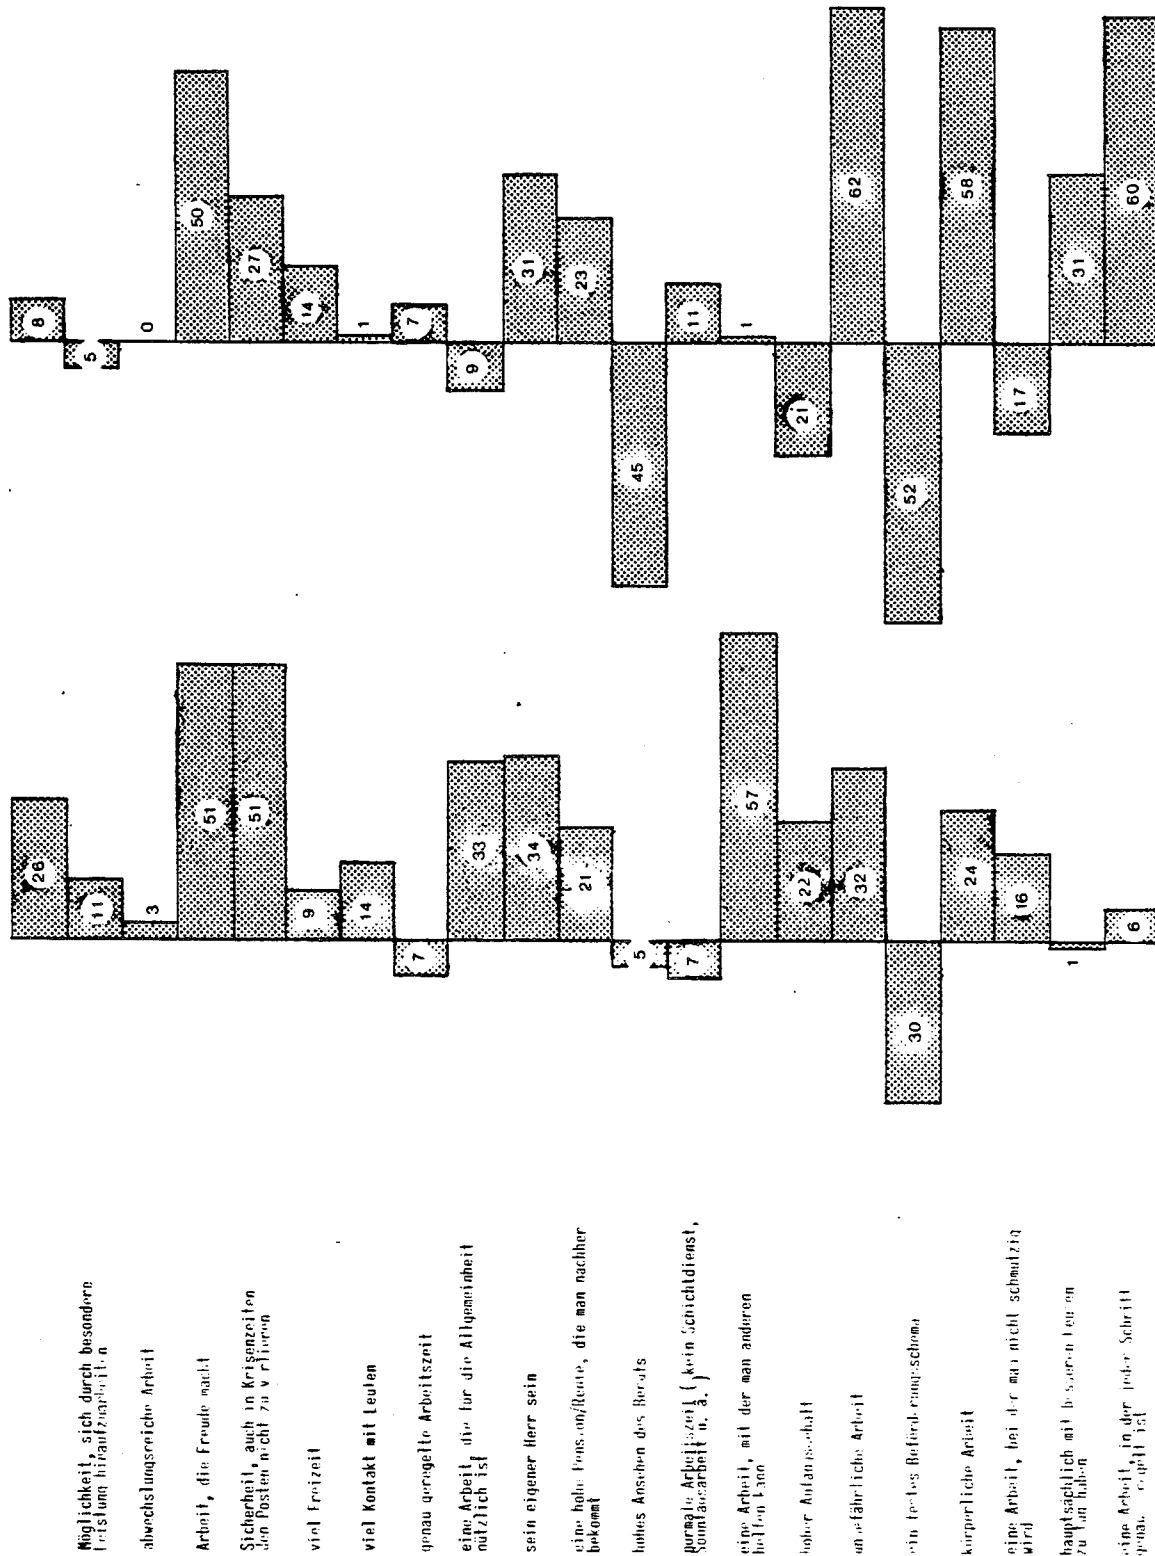 8
5
0
50
27
14
1
7
9
31
23
45
11
1
21
62
52
58
17
31
60
26
11
3
51
51
9
14
7
33
34
21
5
7
57
22
32
30
24
16
1
6
Möglichkeit, sich durch besondere
Leistung hinaufzuarbeiten
abwechslungsreiche Arbeit
Arbeit, die Freude macht
Sicherheit, auch in Krisenzeiten
den Posten nicht zu verlieren
viel Freizeit
viel Kontakt mit Leuten
genau geregelte Arbeitszeit
eine Arbeit, die für die Allgemeinheit
nützlich ist
sein eigener Herr sein
eine hohe Pension/Rente, die man nachher
bekommt
hohes Ansehen des Berufs
normale Arbeitszeit (kein Schichtdienst,
Sonntagsarbeit u. ä.)
eine Arbeit, mit der man anderen
helfen kann
hoher Aufangsgehalt
ungefährliche Arbeit
ein festes Beförderungsschema
körperliche Arbeit
eine Arbeit, bei der man nicht schmutzig
wird
hauptsächlich mit besseren Leuten
zu tun haben
eine Arbeit, in der jeder Schritt
genau geregelt ist